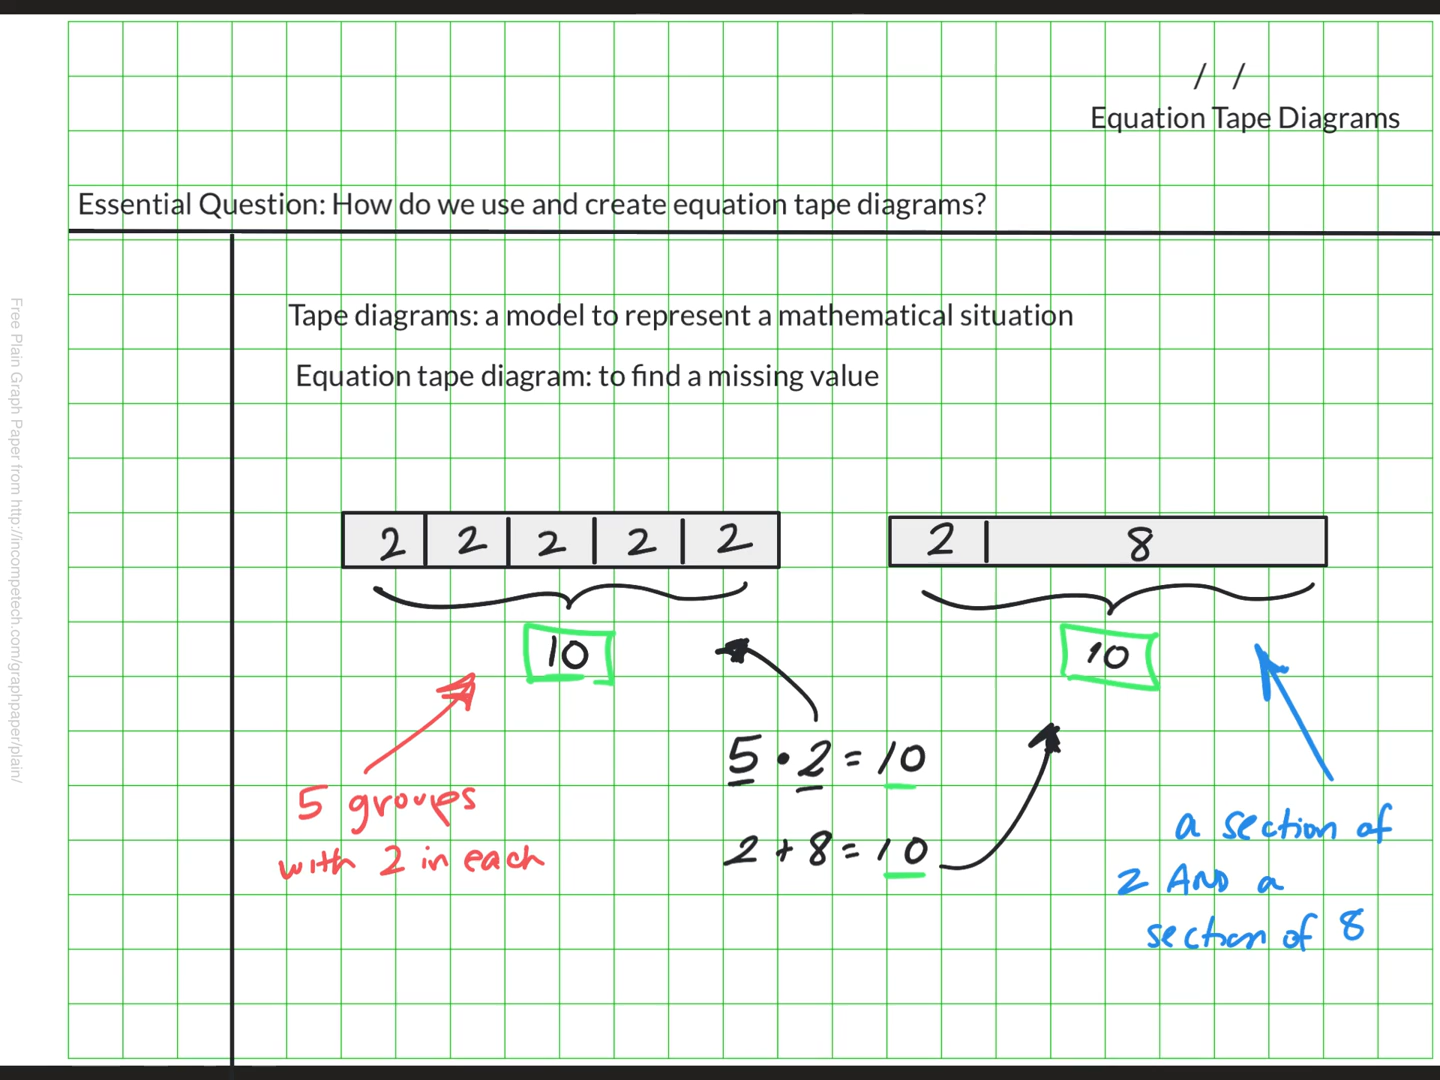 / /
Equation Tape Diagrams
Essential Question: How do we use and create equation tape diagrams?
Tape diagrams: a model to represent a mathematical situation
Equation tape diagram: to find a missing value
2 2 2 2 2
2 8
10
10
5 • 2 = 10
2 + 8 = 10
5 groups
with 2 in each
a section of
2 AND a
section of 8
Free Plain Graph Paper from http://incompetech.com/graphpaper/plain/